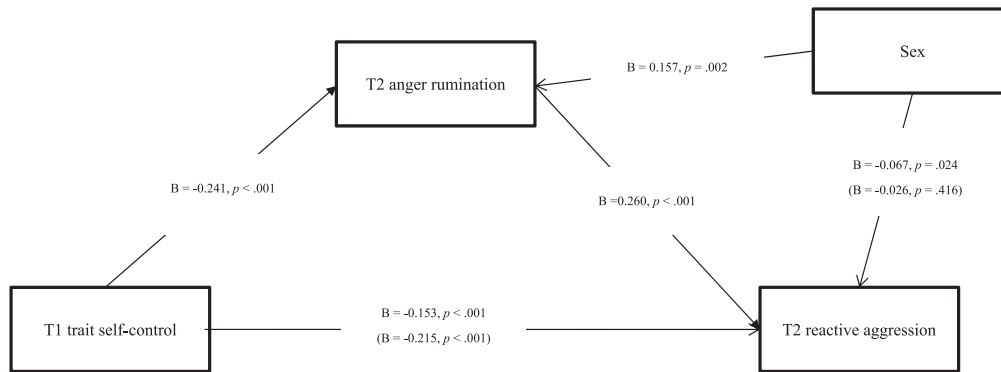 Sex
T2 anger rumination
B = 0.157, p = .002
B = -0.241, p < .001
B =0.260, p < .001
B = -0.067, p = .024
(B = -0.026, p = .416)
T1 trait self-control
B = -0.153, p < .001
(B = -0.215, p < .001)
T2 reactive aggression